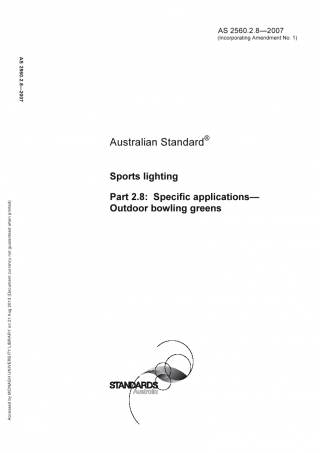 AS 2560.2.8—2007
(Incorporating Amendment No. 1)
AS 2560.2.8—2007
Australian Standard®
Sports lighting
Part 2.8: Specific applications—
Outdoor bowling greens
Accessed by MONASH UNIVERSITY LIBRARY on 21 Aug 2010 (Document currency not guaranteed when printed)
STANDARDS
Australia